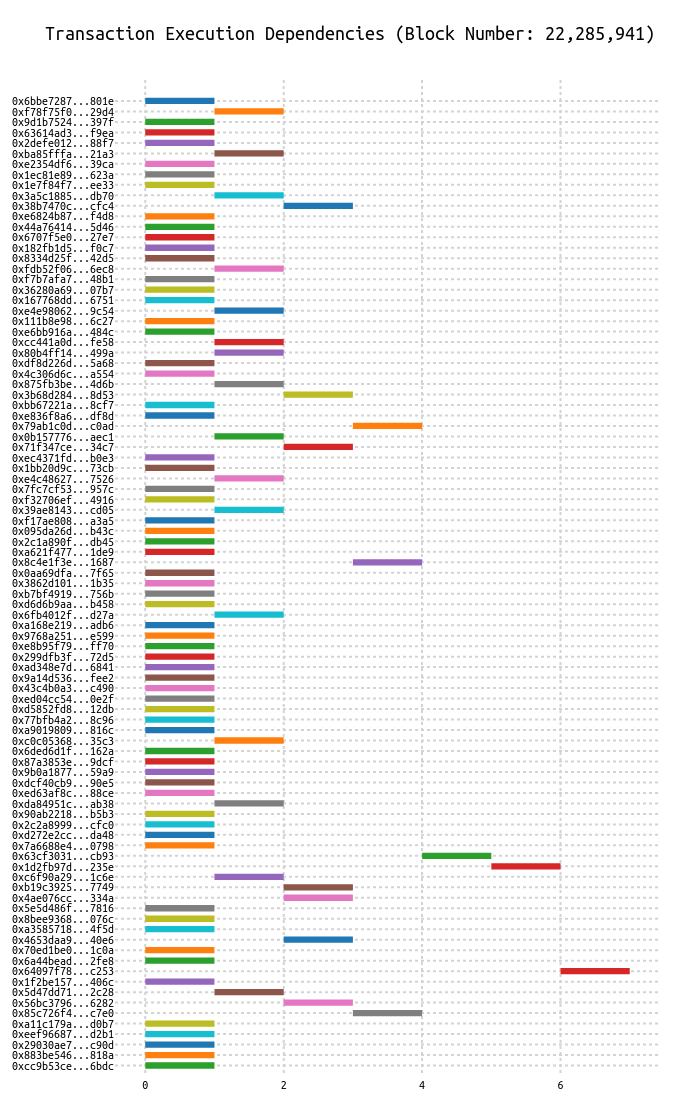 Transaction Execution Dependencies (Block Number: 22,285,941)
0x6bbe7287...801e
0xf78f75f0...29d4
0x9d1b7524...397f
0x63614ad3...f9ea
0x2defe012...88f7
0xba85fffa...21a3
0xe2354df6...39ca
0x1ec81e89...623a
0x1e7f84f7...ee33
0x3a5c1885...db70
0x38b7470c...cfc4
0xe6824b87...f4d8
0x44a76414...5d46
0x6707f5e0...27e7
0x182fb1d5...f0c7
0x8334d25f...42d5
0xfdb52f06...6ec8
0xf7b7afa7...48b1
0x36280a69...07b7
0x167768dd...6751
0xe4e98062...9c54
0x111b8e98...6c27
0xe6bb916a...484c
0xcc441a0d...fe58
0x80b4ff14...499a
0xdf8d226d...5a68
0x4c306d6c...a554
0x875fb3be...4d6b
0x3b68d284...8d53
0xbb67221a...8cf7
0xe836f8a6...df8d
0x79ab1c0d...c0ad
0x0b157776...aec1
0x71f347ce...34c7
0xec4371fd...b0e3
0x1bb20d9c...73cb
0xe4c48627...7526
0x7fc7cf53...957c
0xf32706ef...4916
0x39ae8143...cd05
0xf17ae808...a3a5
0x095da26d...b43c
0x2c1a890f...db45
0xa621f477...1de9
0x8c4e1f3e...1687
0x0aa69dfa...7f65
0x3862d101...1b35
0xb7bf4919...756b
0xd6d6b9aa...b458
0x6fb4012f...d27a
0xa168e219...adb6
0x9768a251...e599
0xe8b95f79...ff70
0x299dfb3f...72d5
0xad348e7d...6841
0x9a14d536...fee2
0x43c4b0a3...c490
0xed04cc54...0e2f
0xd5852fd8...12db
0x77bfb4a2...8c96
0xa9019809...816c
0xc0c05368...35c3
0x6ded6d1f...162a
0x87a3853e...9dcf
0x9b0a1877...59a9
0xdcf40cb9...90e5
0xed63af8c...88ce
0xda84951c...ab38
0x90ab2218...b5b3
0x2c2a8999...cfc0
0xd272e2cc...da48
0x7a6688e4...0798
0x63cf3031...cb93
0x1d2fb97d...235e
0xc6f90a29...1c6e
0xb19c3925...7749
0x4ae076cc...334a
0x5e5d486f...7816
0x8bee9368...076c
0xa3585718...4f5d
0x4653daa9...40e6
0x70ed1be0...1c0a
0x6a44bead...2fe8
0x64097f78...c253
0x1f2be157...406c
0x5d47dd71...2c28
0x56bc3796...6282
0x85c726f4...c7e0
0xa11c179a...d0b7
0xeef96687...d2b1
0x29030ae7...c90d
0x883be546...818a
0xcc9b53ce...6bdc
0 2 4 6